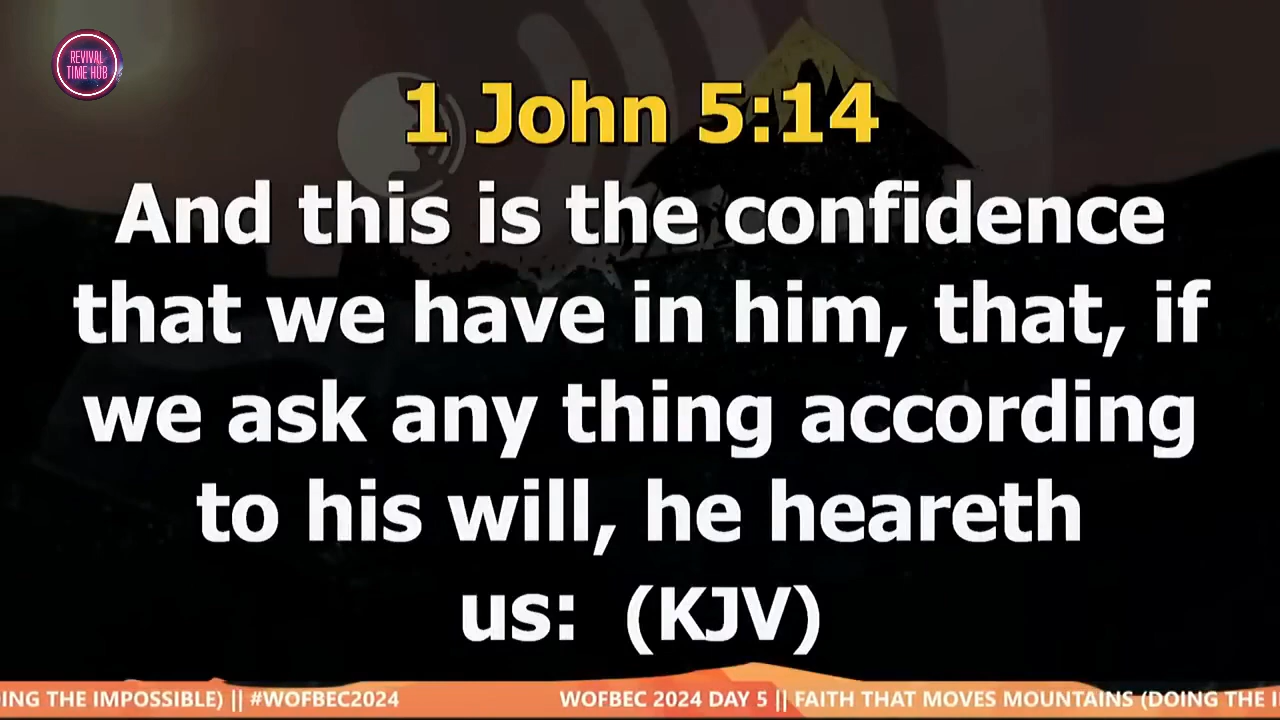 REVIVAL
TIME HUB
1 John 5:14
And this is the confidence
that we have in him, that, if
we ask any thing according
to his will, he heareth
us: (KJV)
ING THE IMPOSSIBLE) || #WOFBEC2024 WOFBEC 2024 DAY 5 || FAITH THAT MOVES MOUNTAINS (DOING THE